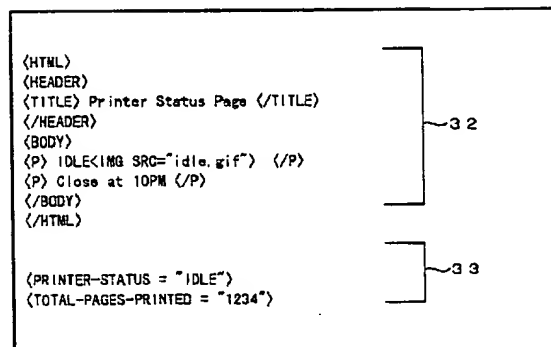 <HTML>
<HEADER>
<TITLE> Printer Status Page </TITLE>
</HEADER>
<BODY>
<P> IDLE<IMG SRC="idle.gif"> </P>
<P> Close at 10PM </P>
</BODY>
</HTML>
32
<PRINTER-STATUS = "IDLE">
<TOTAL-PAGES-PRINTED = "1234">
33